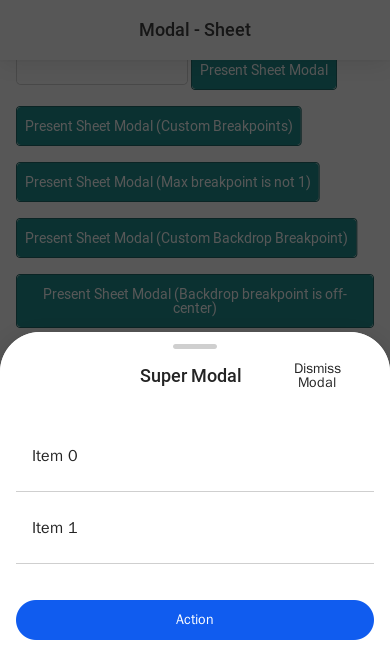 Modal - Sheet
Present Sheet Modal
Present Sheet Modal (Custom Breakpoints)
Present Sheet Modal (Max breakpoint is not 1)
Present Sheet Modal (Custom Backdrop Breakpoint)
Present Sheet Modal (Backdrop breakpoint is off-
center)
Super Modal
Dismiss
Modal
Item 0
Item 1
Action